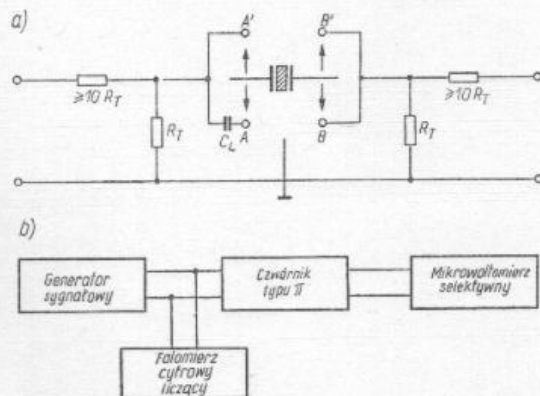 a)
A'
B'
⩾10 R_T
⩾10 R_T
R_T
R_T
C_L
A
B
b)
Generator
sygnałowy
Czwórnik
typu π
Mikrowoltomierz
selektywny
Falomierz
cyfrowy
liczący